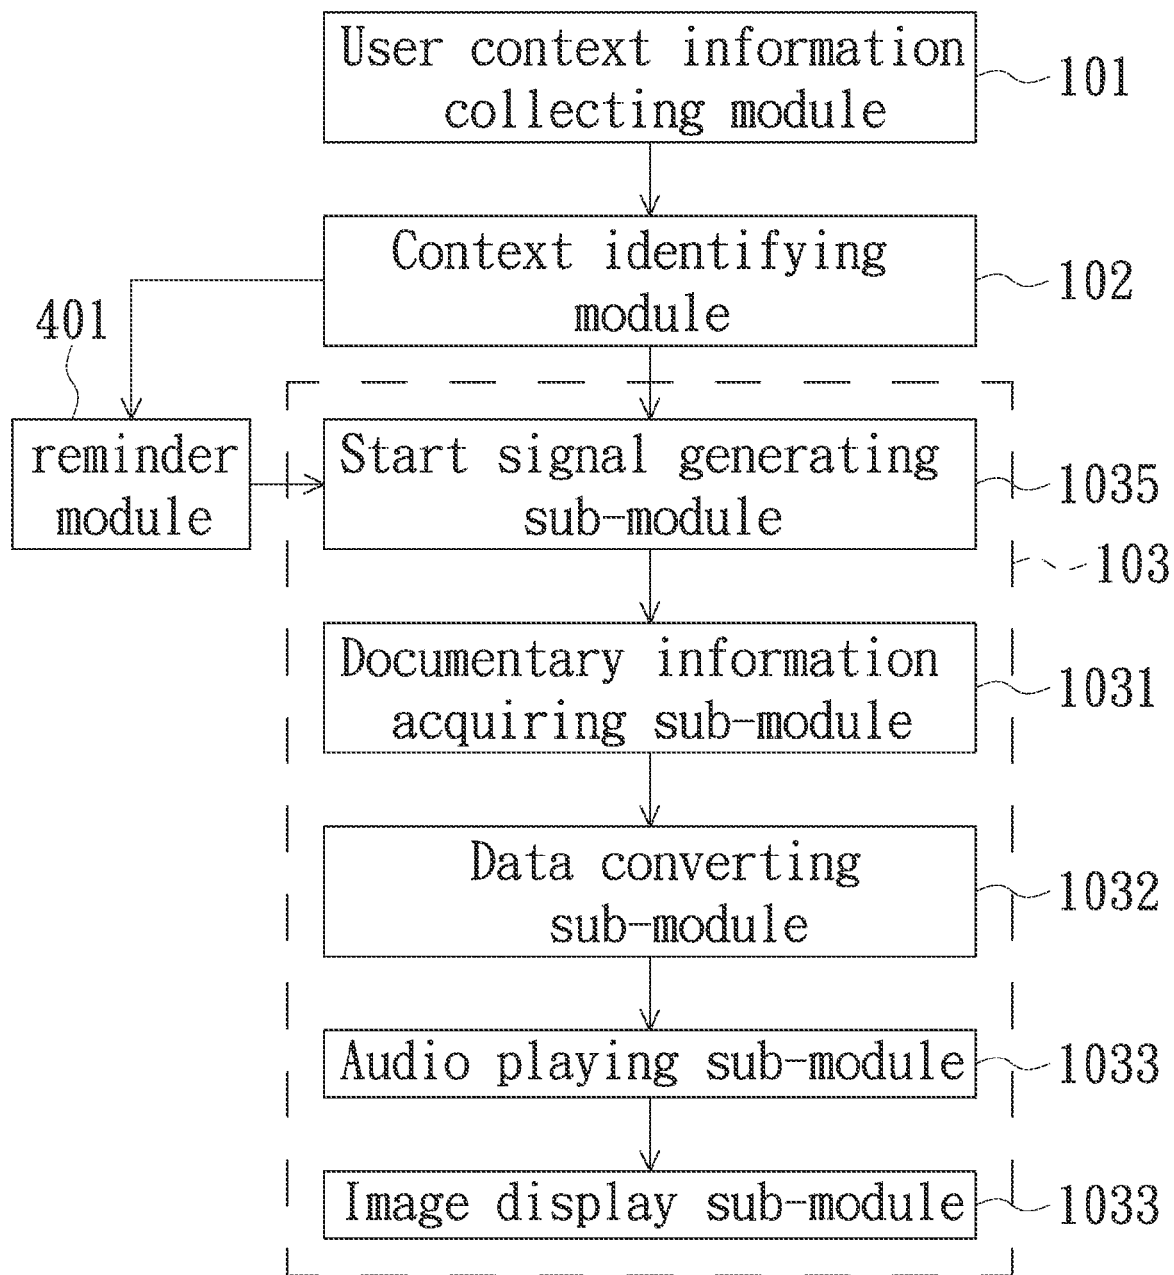 User context information
collecting module
101
Context identifying
module
102
401
reminder
module
Start signal generating
sub-module
1035
103
Documentary information
acquiring sub-module
1031
Data converting
sub-module
1032
Audio playing sub-module
1033
Image display sub-module
1033